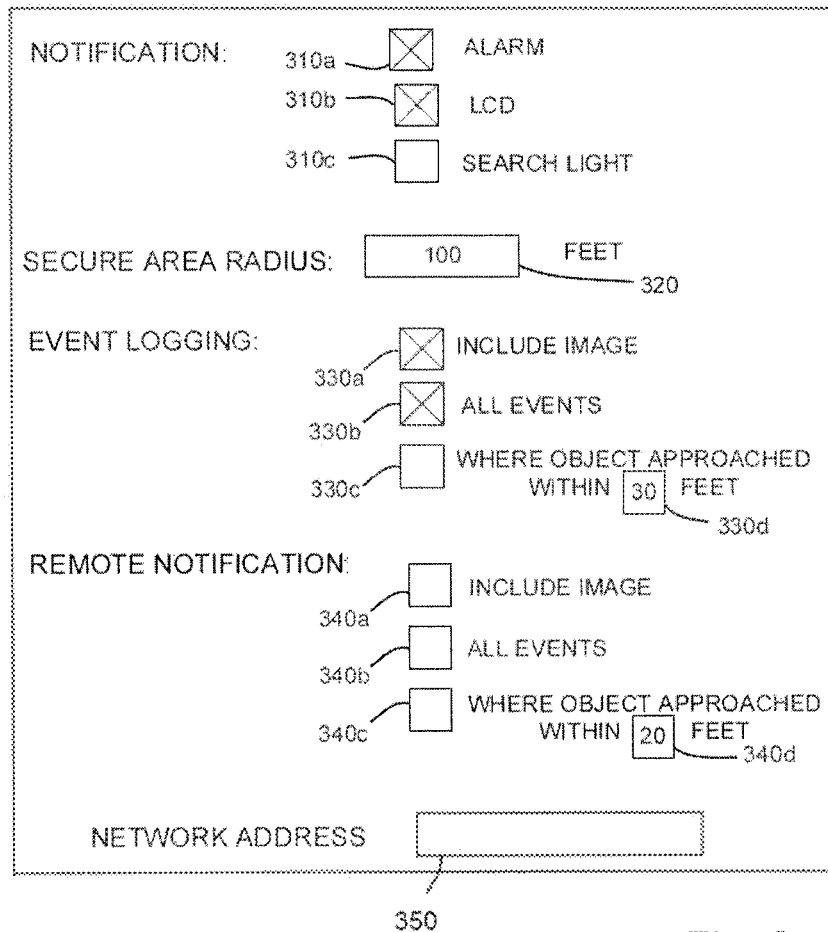 NOTIFICATION:
310a
ALARM
310b
LCD
310c
SEARCH LIGHT
SECURE AREA RADIUS:
100
FEET
320
EVENT LOGGING:
330a
INCLUDE IMAGE
330b
ALL EVENTS
330c
WHERE OBJECT APPROACHED
WITHIN 30 FEET
330d
REMOTE NOTIFICATION:
340a
INCLUDE IMAGE
340b
ALL EVENTS
340c
WHERE OBJECT APPROACHED
WITHIN 20 FEET
340d
NETWORK ADDRESS
350